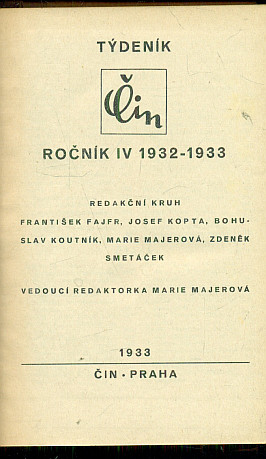 TÝDENÍK
Čin
ROČNÍK IV 1932-1933
REDAKČNÍ KRUH
FRANTIŠEK FAJFR, JOSEF KOPTA, BOHU-
SLAV KOUTNÍK, MARIE MAJEROVÁ, ZDENĚK
SMETÁČEK
VEDOUCÍ REDAKTORKA MARIE MAJEROVÁ
1933
ČIN • PRAHA